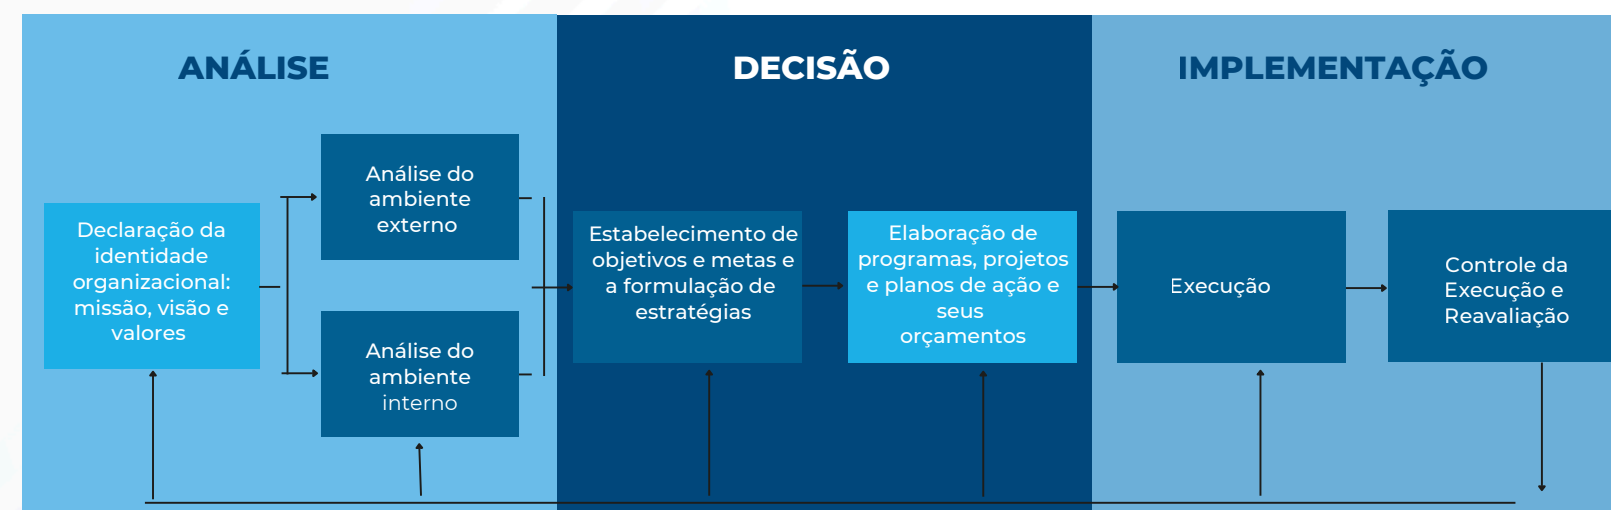 ANÁLISE
Declaração da
identidade
organizacional:
missão, visão e
valores
Análise do
ambiente
externo
Análise do
ambiente
interno
DECISÃO
Estabelecimento de
objetivos e metas e
a formulação de
estratégias
Elaboração de
programas, projetos
e planos de ação e
seus
orçamentos
IMPLEMENTAÇÃO
Execução
Controle da
Execução e
Reavaliação